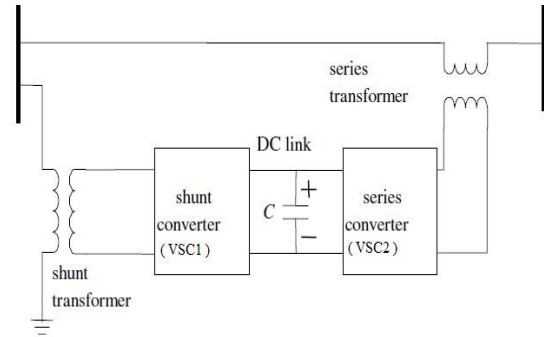 series
transformer
DC link
shunt
converter
(VSC1)
C
+
−
series
converter
(VSC2)
shunt
transformer